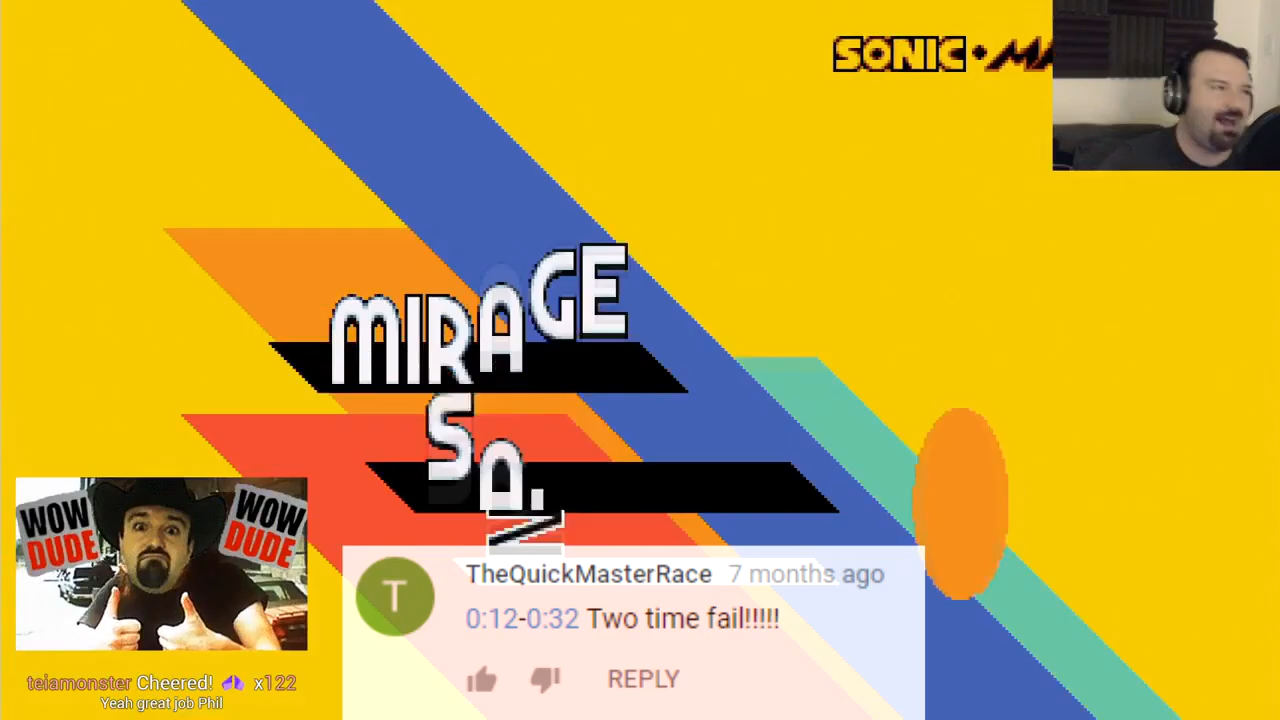 SONIC
MIRAGE
SAN
WOW
DUDE
WOW
DUDE
TheQuickMasterRace 7 months ago
T
0:12-0:32 Two time fail!!!!!
REPLY
teiamonster Cheered! x122
Yeah great job Phil